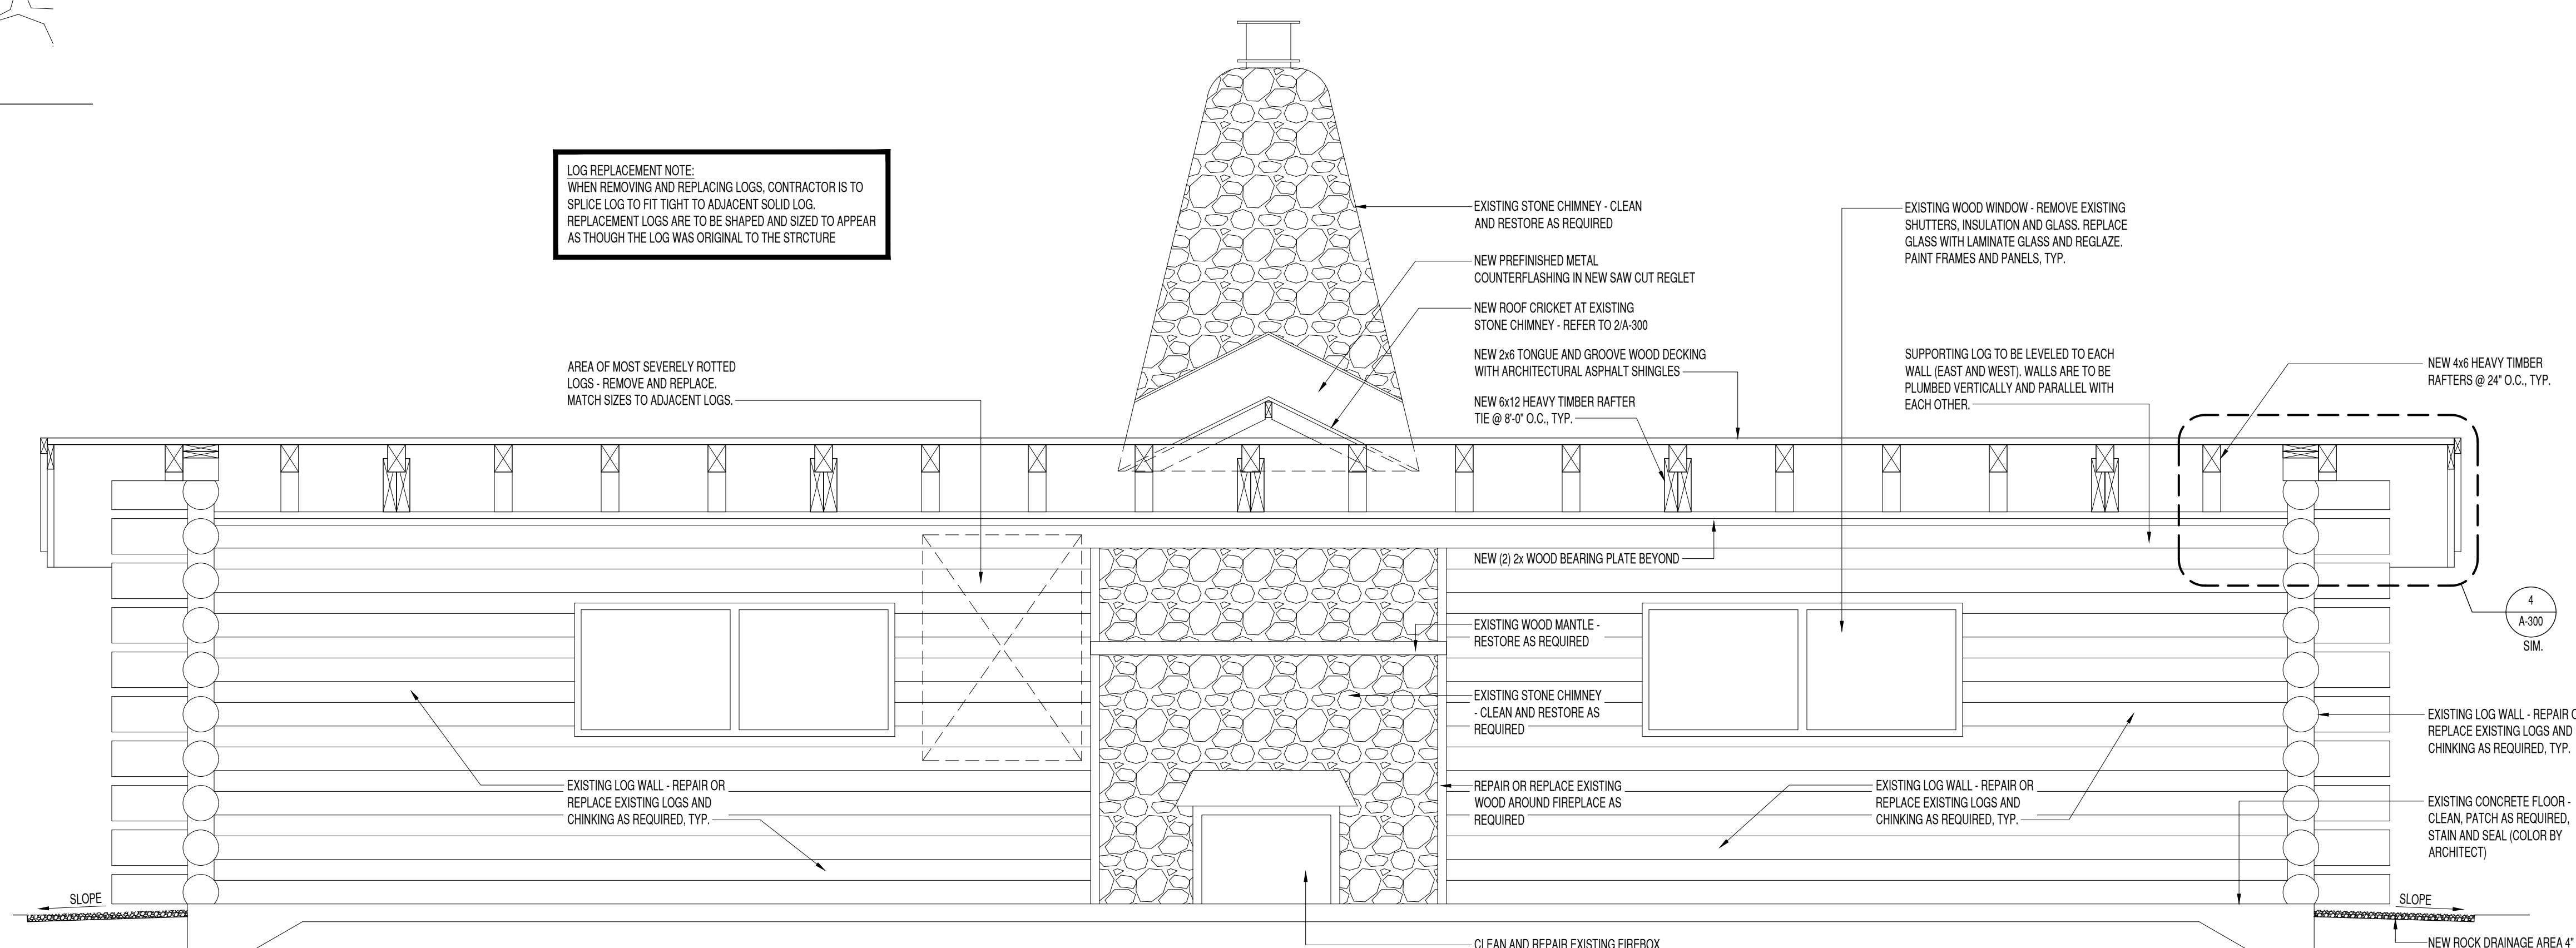 LOG REPLACEMENT NOTE:
WHEN REMOVING AND REPLACING LOGS, CONTRACTOR IS TO
SPLICE LOG TO FIT TIGHT TO ADJACENT SOLID LOG.
REPLACEMENT LOGS ARE TO BE SHAPED AND SIZED TO APPEAR
AS THOUGH THE LOG WAS ORIGINAL TO THE STRCTURE
EXISTING STONE CHIMNEY - CLEAN
AND RESTORE AS REQUIRED
NEW PREFINISHED METAL
COUNTERFLASHING IN NEW SAW CUT REGLET
NEW ROOF CRICKET AT EXISTING
STONE CHIMNEY - REFER TO 2/A-300
NEW 2x6 TONGUE AND GROOVE WOOD DECKING
WITH ARCHITECTURAL ASPHALT SHINGLES
NEW 6x12 HEAVY TIMBER RAFTER
TIE @ 8'-0" O.C., TYP.
EXISTING WOOD WINDOW - REMOVE EXISTING
SHUTTERS, INSULATION AND GLASS. REPLACE
GLASS WITH LAMINATE GLASS AND REGLAZE.
PAINT FRAMES AND PANELS, TYP.
SUPPORTING LOG TO BE LEVELED TO EACH
WALL (EAST AND WEST). WALLS ARE TO BE
PLUMBED VERTICALLY AND PARALLEL WITH
EACH OTHER.
NEW 4x6 HEAVY TIMBER
RAFTERS @ 24" O.C., TYP.
AREA OF MOST SEVERELY ROTTED
LOGS - REMOVE AND REPLACE.
MATCH SIZES TO ADJACENT LOGS.
NEW (2) 2x WOOD BEARING PLATE BEYOND
EXISTING WOOD MANTLE -
RESTORE AS REQUIRED
EXISTING STONE CHIMNEY
- CLEAN AND RESTORE AS
REQUIRED
REPAIR OR REPLACE EXISTING
WOOD AROUND FIREPLACE AS
REQUIRED
4
A-300
SIM.
EXISTING LOG WALL - REPAIR OR
REPLACE EXISTING LOGS AND
CHINKING AS REQUIRED, TYP.
EXISTING LOG WALL - REPAIR OR
REPLACE EXISTING LOGS AND
CHINKING AS REQUIRED, TYP.
EXISTING LOG WALL - REPAIR
REPLACE EXISTING LOGS AND
CHINKING AS REQUIRED, TYP.
EXISTING CONCRETE FLOOR -
CLEAN, PATCH AS REQUIRED,
STAIN AND SEAL (COLOR BY
ARCHITECT)
SLOPE
SLOPE
CLEAN AND REPAIR EXISTING FIREBOX
NEW ROCK DRAINAGE AREA 4"